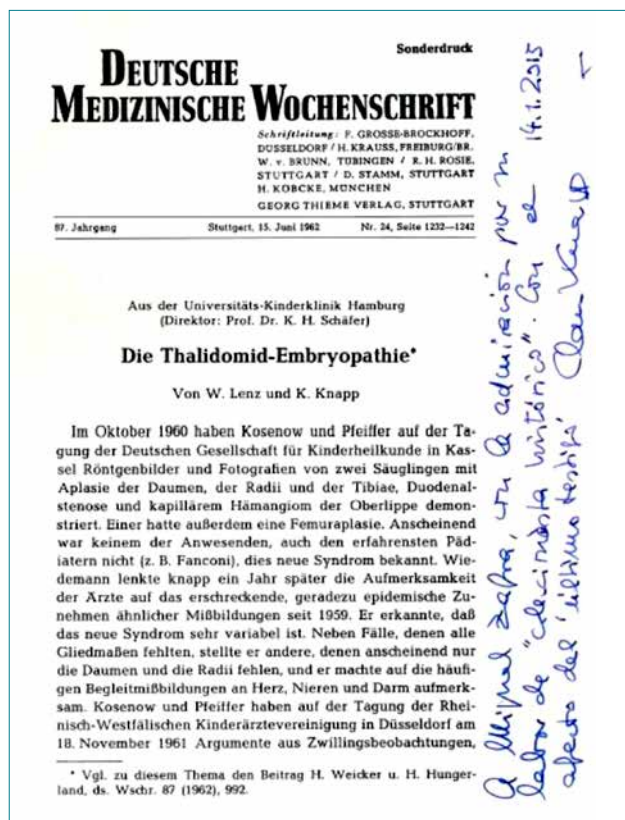 Sonderdruck
DEUTSCHE
MEDIZINISCHE WOCHENSCHRIFT
Schriftleitung: F. GROSSE-BROCKHOFF,
DUSSELDORF / H. KRAUSS, FREIBURG/BR.
W. v. BRUNN, TUBINGEN / R. H. ROSIE,
STUTTGART / D. STAMM, STUTTGART
H. KOBCKE, MUNCHEN
GEORG THIEME VERLAG, STUTTGART
87. Jahrgang Stuttgart, 15. Juni 1962 Nr. 24, Seite 1232—1242
Aus der Universitäts-Kinderklinik Hamburg
(Direktor: Prof. Dr. K. H. Schäfer)
Die Thalidomid-Embryopathie*
Von W. Lenz und K. Knapp
Im Oktober 1960 haben Kosenow und Pfeiffer auf der Ta-
gung der Deutschen Gesellschaft für Kinderheilkunde in Kas-
sel Röntgenbilder und Fotografien von zwei Säuglingen mit
Aplasie der Daumen, der Radii und der Tibiae, Duodenal-
stenose und kapillärem Hämangiom der Oberlippe demon-
striert. Einer hatte außerdem eine Femuraplasie. Anscheinend
war keinem der Anwesenden, auch den erfahrensten Päd-
iatern nicht (z. B. Fanconi), dies neue Syndrom bekannt. Wie-
demann lenkte knapp ein Jahr später die Aufmerksamkeit
der Ärzte auf das erschreckende, geradezu epidemische Zu-
nehmen ähnlicher Mißbildungen seit 1959. Er erkannte, daß
das neue Syndrom sehr variabel ist. Neben Fälle, denen alle
Gliedmaßen fehlten, stellte er andere, denen anscheinend nur
die Daumen und die Radii fehlen, und er machte auf die häufi-
gen Begleitmißbildungen an Herz, Nieren und Darm aufmerk-
sam. Kosenow und Pfeiffer haben auf der Tagung der Rhei-
nisch-Westfälischen Kinderärztevereinigung in Düsseldorf am
18. November 1961 Argumente aus Zwillingsbeobachtungen,
* Vgl. zu diesem Thema den Beitrag H. Weicker u. H. Hunger-
land, ds. Wschr. 87 (1962), 992.
A Miguel Zafra, con la admiración por su
labor de " histórico". Con el 14.1.2015
afecto del 'último testigo' Claus Knapp